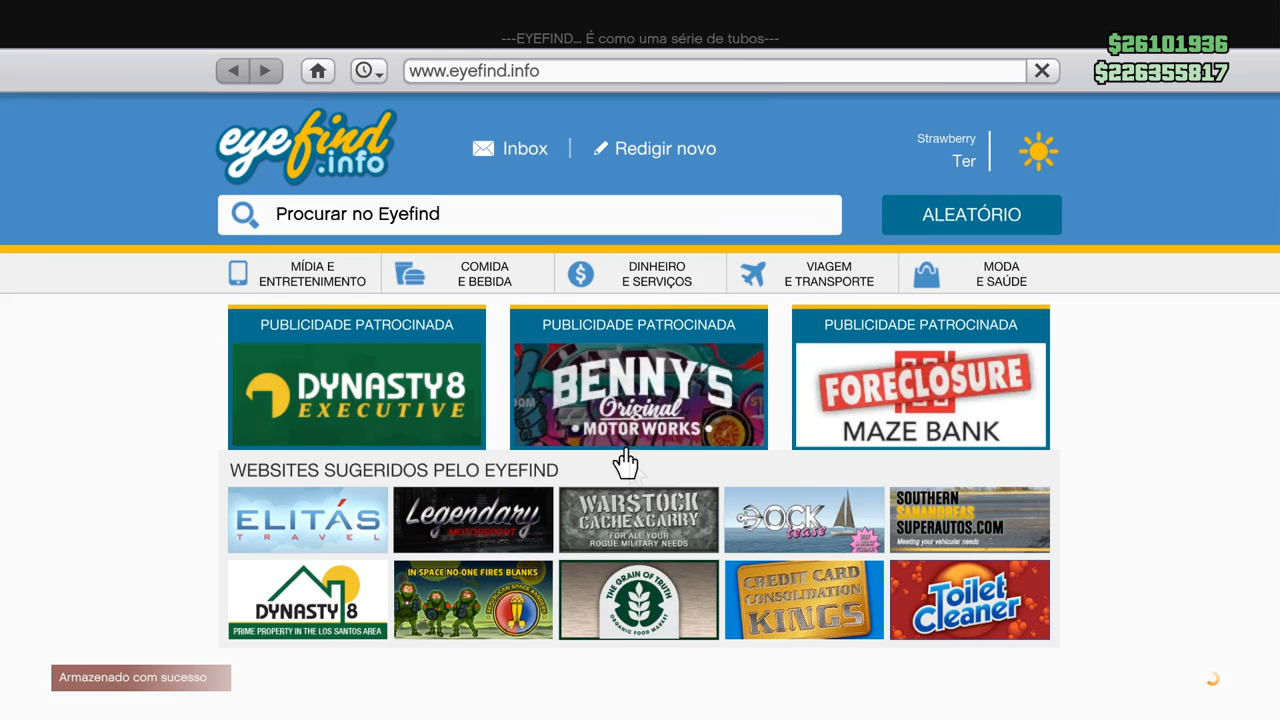 ---EYEFIND... É como uma série de tubos---
$26101936
www.eyefind.info
$226355817
eyefind
.info
Inbox
Redigir novo
Strawberry
Ter
Procurar no Eyefind
ALEATÓRIO
MÍDIA E
ENTRETENIMENTO
COMIDA
E BEBIDA
DINHEIRO
E SERVIÇOS
VIAGEM
E TRANSPORTE
MODA
E SAÚDE
PUBLICIDADE PATROCINADA
DYNASTY 8
EXECUTIVE
PUBLICIDADE PATROCINADA
BENNY'S
Original
MOTOR WORKS
PUBLICIDADE PATROCINADA
FORECLOSURE
MAZE BANK
WEBSITES SUGERIDOS PELO EYEFIND
ELITÁS
TRAVEL
Legendary
MOTORSPORT
WARSTOCK
CACHE & CARRY
FOR ALL YOUR
ROGUE MILITARY NEEDS
DOCK
tease
SOUTHERN
SANANDREAS
SUPERAUTOS.COM
Meeting your vehicular needs
DYNASTY 8
PRIME PROPERTY IN THE LOS SANTOS AREA
IN SPACE NO-ONE FIRES BLANKS
THE GRAIN OF TRUTH
ORGANIC FOOD MARKET
CREDIT CARD
CONSOLIDATION
KINGS
Toilet
Cleaner
Armazenado com sucesso